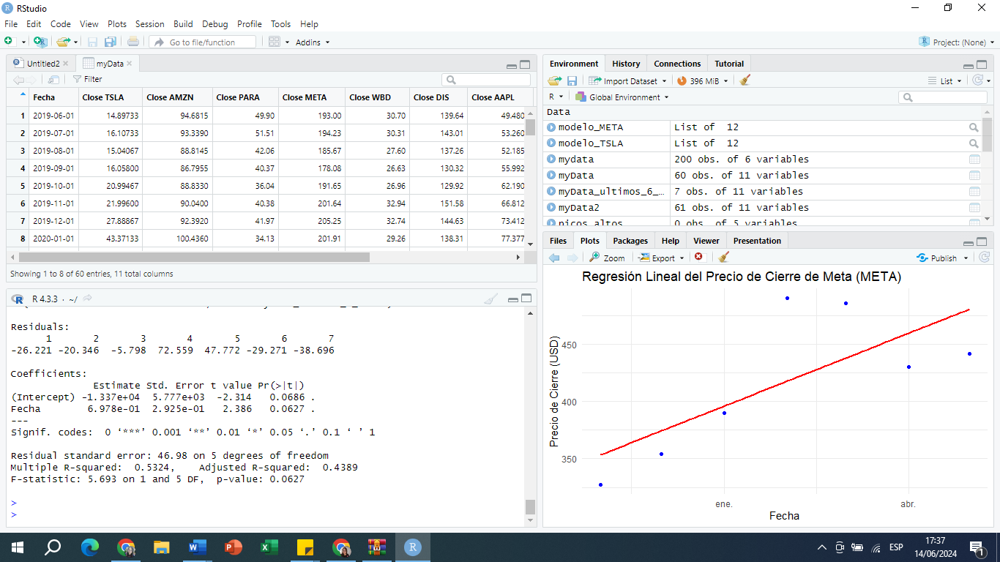 RStudio
File Edit Code View Plots Session Build Debug Profile Tools Help
Go to file/function Addins Project: (None)
Untitled2 myData
Filter
Fecha Close TSLA Close AMZN Close PARA Close META Close WBD Close DIS Close AAPL
1 2019-06-01 14.89733 94.6815 49.90 193.00 30.70 139.64 49.480
2 2019-07-01 16.10733 93.3390 51.51 194.23 30.31 143.01 53.260
3 2019-08-01 15.04067 88.8145 42.06 185.67 27.60 137.26 52.185
4 2019-09-01 16.05800 86.7955 40.37 178.08 26.63 130.32 55.992
5 2019-10-01 20.99467 88.8330 36.04 191.65 26.96 129.92 62.190
6 2019-11-01 21.99600 90.0400 40.38 201.64 32.94 151.58 66.812
7 2019-12-01 27.88867 92.3920 41.97 205.25 32.74 144.63 73.412
8 2020-01-01 43.37133 100.4360 34.13 201.91 29.26 138.31 77.377
Showing 1 to 8 of 60 entries, 11 total columns
R 4.3.3 · ~/
Residuals:
1 2 3 4 5 6 7
-26.221 -20.346 -5.798 72.559 47.772 -29.271 -38.696
Coefficients:
Estimate Std. Error t value Pr(>|t|)
(Intercept) -1.337e+04 5.777e+03 -2.314 0.0686 .
Fecha 6.978e-01 2.925e-01 2.386 0.0627 .
---
Signif. codes: 0 ‘***’ 0.001 ‘**’ 0.01 ‘*’ 0.05 ‘.’ 0.1 ‘ ’ 1
Residual standard error: 46.98 on 5 degrees of freedom
Multiple R-squared: 0.5324, Adjusted R-squared: 0.4389
F-statistic: 5.693 on 1 and 5 DF, p-value: 0.0627
>
>
Environment History Connections Tutorial
Import Dataset 396 MiB List
R Global Environment
Data
modelo_META List of 12
modelo_TSLA List of 12
mydata 200 obs. of 6 variables
myData 60 obs. of 11 variables
myData_ultimos_6_... 7 obs. of 11 variables
myData2 61 obs. of 11 variables
picos_altos 0 obs. of 5 variables
Files Plots Packages Help Viewer Presentation
Zoom Export Publish
Regresión Lineal del Precio de Cierre de Meta (META)
Precio de Cierre (USD)
450
400
350
ene. abr.
Fecha
ESP
17:37
14/06/2024
1